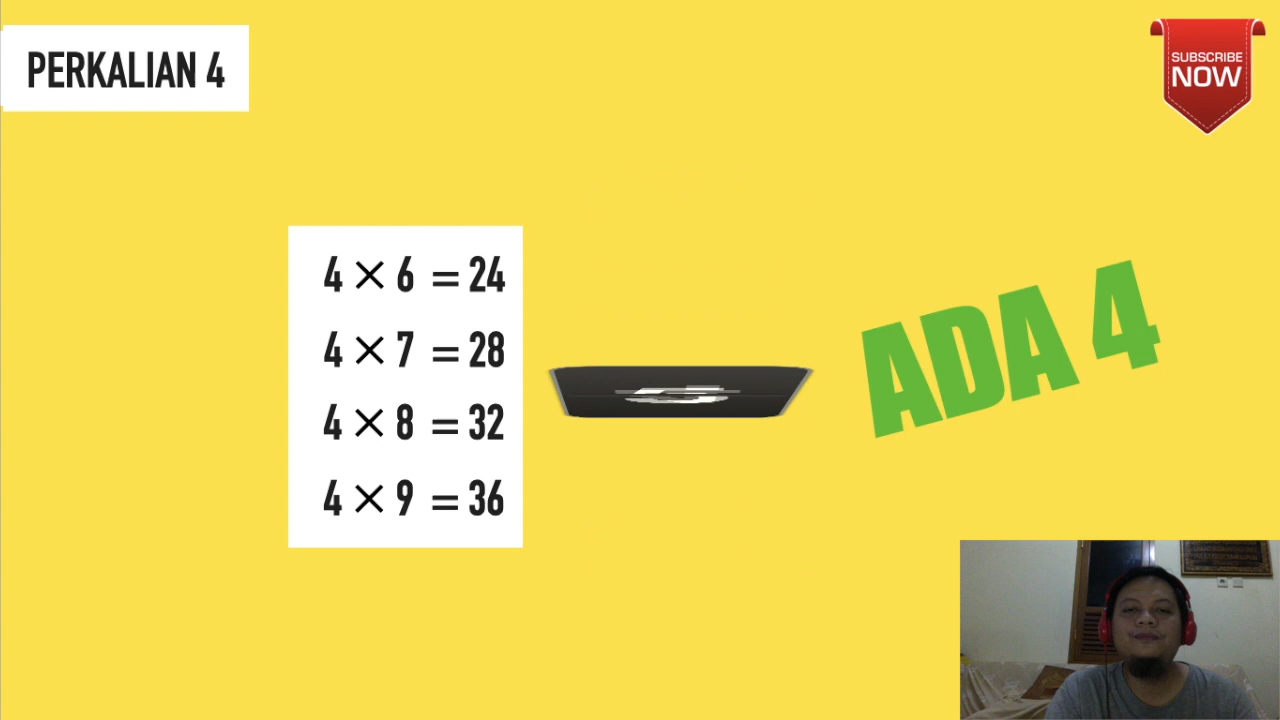 PERKALIAN 4
SUBSCRIBE
NOW
4 × 6 = 24
4 × 7 = 28
4 × 8 = 32
4 × 9 = 36
ADA 4